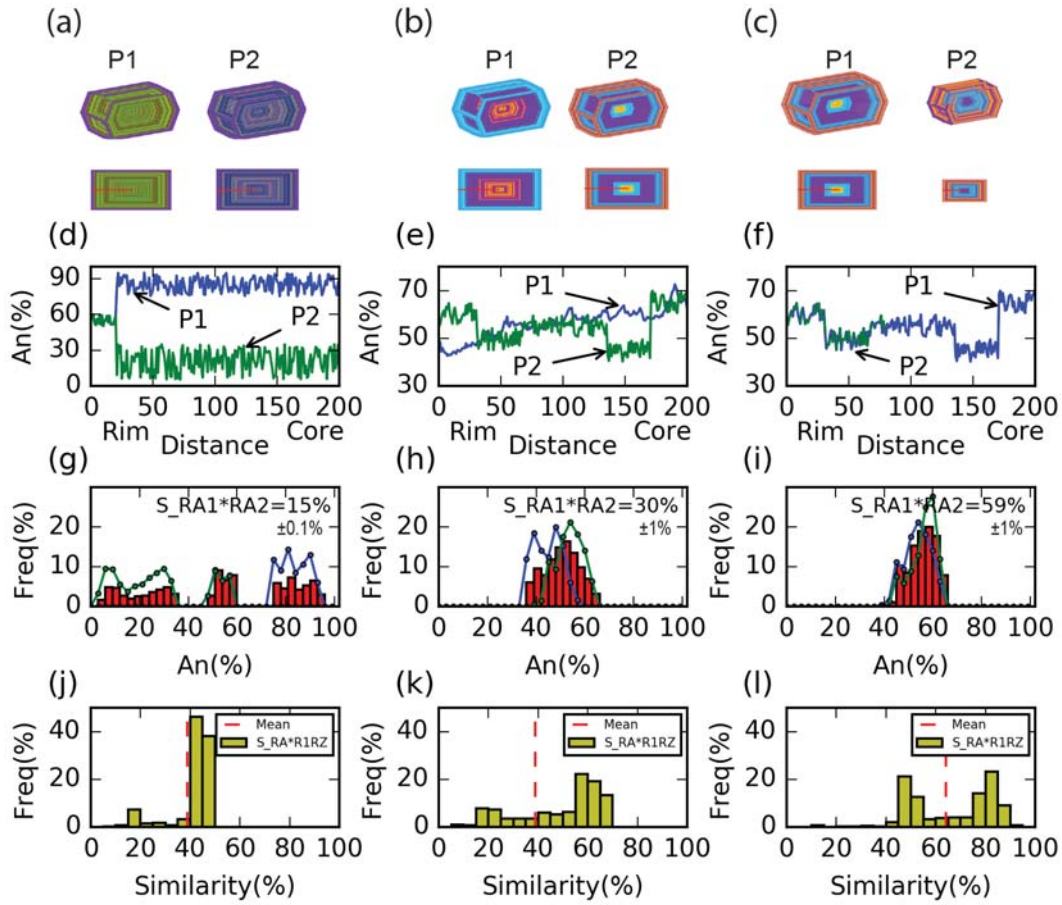 (a) (b) (c)
P1 P2 P1 P2 P1 P2
(d) (e) (f)
An(%) 90 60 30 0 P1 P2 0 50 100 150 200 Rim Distance Core
An(%) 70 50 30 P1 P2 0 50 100 150 200 Rim Distance Core
An(%) 70 50 30 P1 P2 0 50 100 150 200 Rim Distance Core
(g) (h) (i)
Freq(%) 20 10 0 S_RA1*RA2=15% ±0.1% 0 20 40 60 80 100 An(%)
Freq(%) 20 10 0 S_RA1*RA2=30% ±1% 0 20 40 60 80 100 An(%)
Freq(%) 20 10 0 S_RA1*RA2=59% ±1% 0 20 40 60 80 100 An(%)
(j) (k) (l)
Freq(%) 40 20 0 Mean S_RA*R1RZ 0 20 40 60 80 100 Similarity(%)
Freq(%) 40 20 0 Mean S_RA*R1RZ 0 20 40 60 80 100 Similarity(%)
Freq(%) 40 20 0 Mean S_RA*R1RZ 0 20 40 60 80 100 Similarity(%)